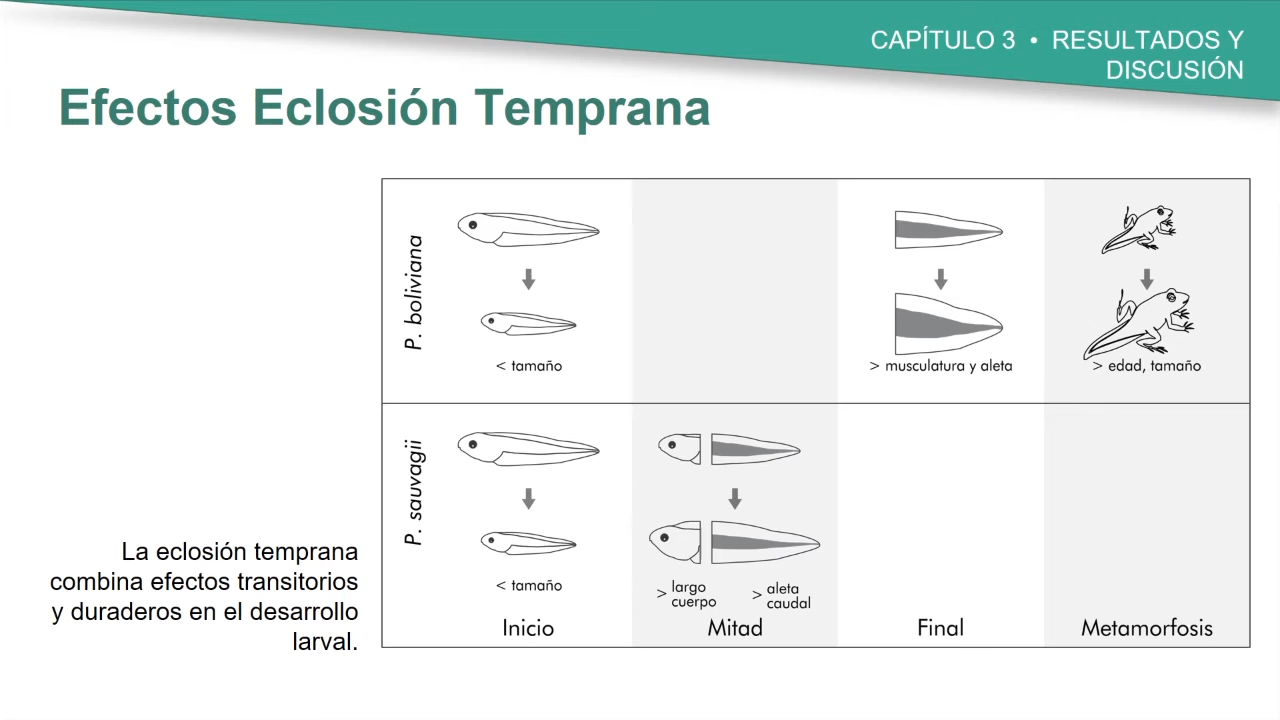 CAPÍTULO 3 • RESULTADOS Y
DISCUSIÓN
Efectos Eclosión Temprana
P. boliviana
< tamaño
> musculatura y aleta
> edad, tamaño
P. sauvagii
< tamaño
> largo
cuerpo
> aleta
caudal
Inicio
Mitad
Final
Metamorfosis
La eclosión temprana
combina efectos transitorios
y duraderos en el desarrollo
larval.